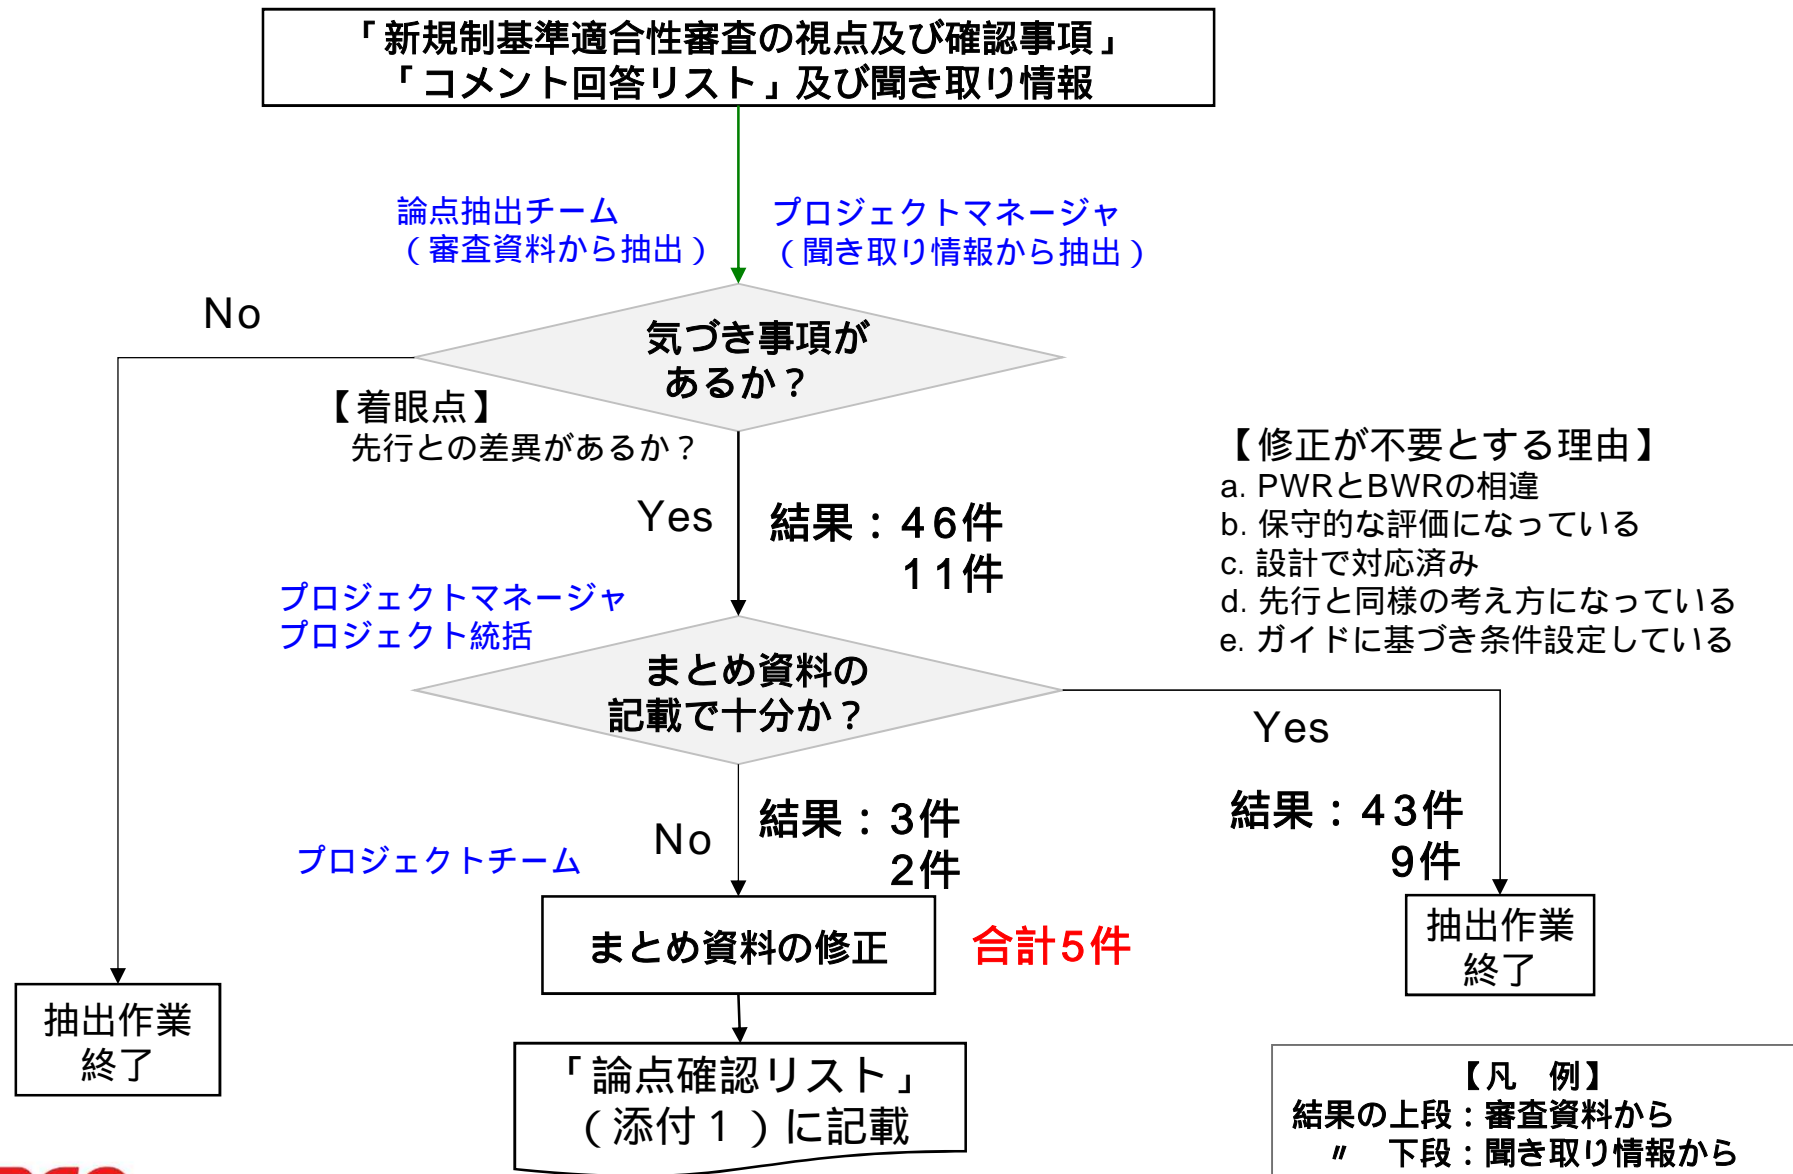 「新規制基準適合性審査の視点及び確認事項」
「コメント回答リスト」及び聞き取り情報
論点抽出チーム
（審査資料から抽出）
プロジェクトマネージャ
（聞き取り情報から抽出）
No
気づき事項が
あるか？
【着眼点】
先行との差異があるか？
Yes
結果：46件
11件
【修正が不要とする理由】
a. PWRとBWRの相違
b. 保守的な評価になっている
c. 設計で対応済み
d. 先行と同様の考え方になっている
e. ガイドに基づき条件設定している
プロジェクトマネージャ
プロジェクト統括
まとめ資料の
記載で十分か？
Yes
結果：43件
9件
No
結果：3件
2件
プロジェクトチーム
まとめ資料の修正
合計5件
抽出作業
終了
抽出作業
終了
「論点確認リスト」
（添付１）に記載
【凡　例】
結果の上段：審査資料から
〃　下段：聞き取り情報から